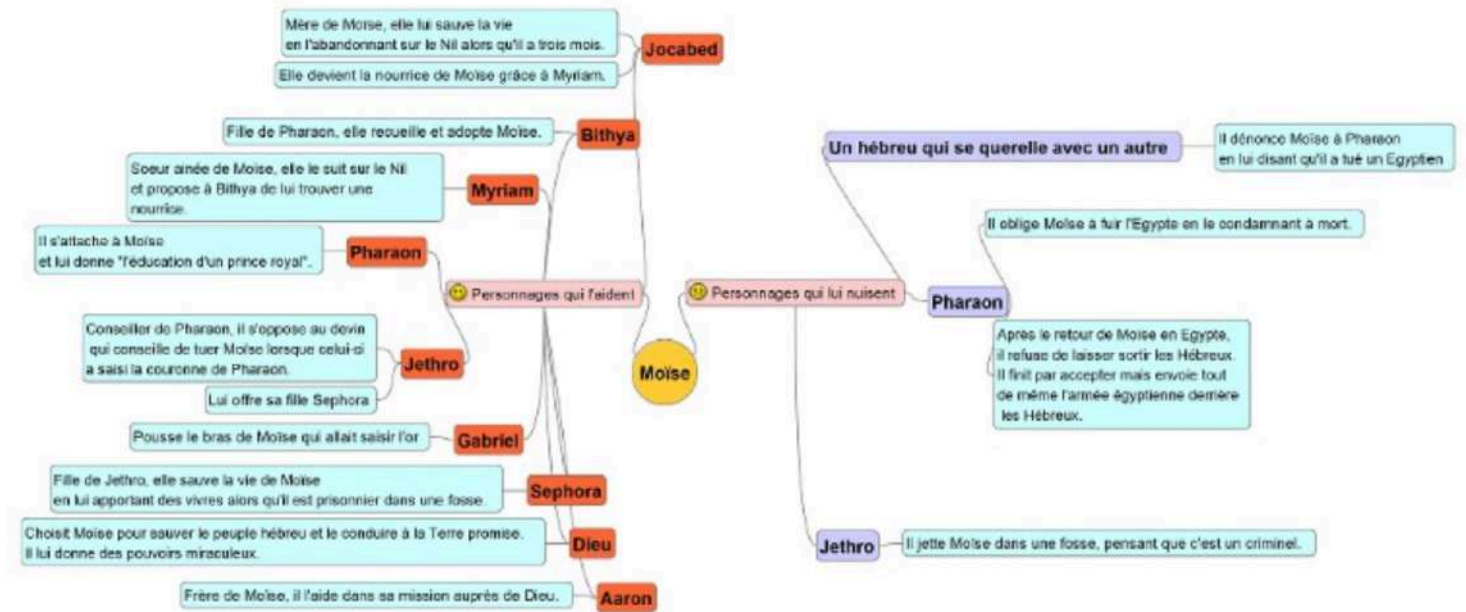 Moïse
Personnages qui l'aident
Jocabed
Mère de Moïse, elle lui sauve la vie
en l'abandonnant sur le Nil alors qu'il a trois mois.
Elle devient la nourrice de Moïse grâce à Myriam.
Bithya
Fille de Pharaon, elle recueille et adopte Moïse.
Myriam
Soeur ainée de Moïse, elle le suit sur le Nil
et propose à Bithya de lui trouver une
nourrice.
Pharaon
Il s'attache à Moïse
et lui donne "l'éducation d'un prince royal".
Jethro
Conseiller de Pharaon, il s'oppose au devin
qui conseille de tuer Moïse lorsque celui-ci
a saisi la couronne de Pharaon.
Lui offre sa fille Sephora
Gabriel
Pousse le bras de Moïse qui allait saisir l'or
Sephora
Fille de Jethro, elle sauve la vie de Moïse
en lui apportant des vivres alors qu'il est prisonnier dans une fosse.
Dieu
Choisit Moïse pour sauver le peuple hébreu et le conduire à la Terre promise.
Il lui donne des pouvoirs miraculeux.
Aaron
Frère de Moïse, il l'aide dans sa mission auprès de Dieu.
Personnages qui lui nuisent
Un hébreu qui se querelle avec un autre
Il dénonce Moïse à Pharaon
en lui disant qu'il a tué un Egyptien
Pharaon
Il oblige Moïse à fuir l'Egypte en le condamnant à mort.
Après le retour de Moïse en Egypte,
il refuse de laisser sortir les Hébreux.
Il finit par accepter mais envoie tout
de même l'armée égyptienne derrière
les Hébreux.
Jethro
Il jette Moïse dans une fosse, pensant que c'est un criminel.